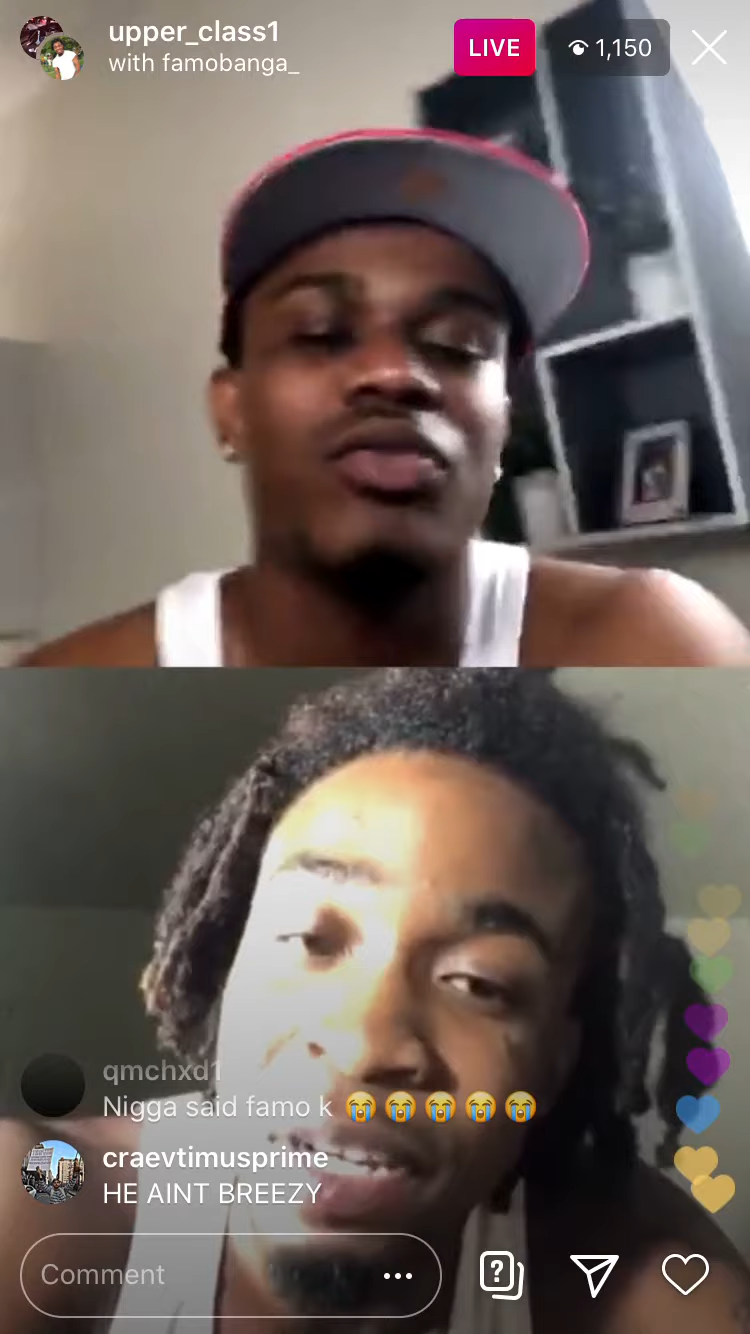 upper_class1
with famobanga_
LIVE
1,150
qmchxd1
Nigga said famo k 😭😭😭😭😭
craevtimusprime
HE AINT BREEZY
Comment